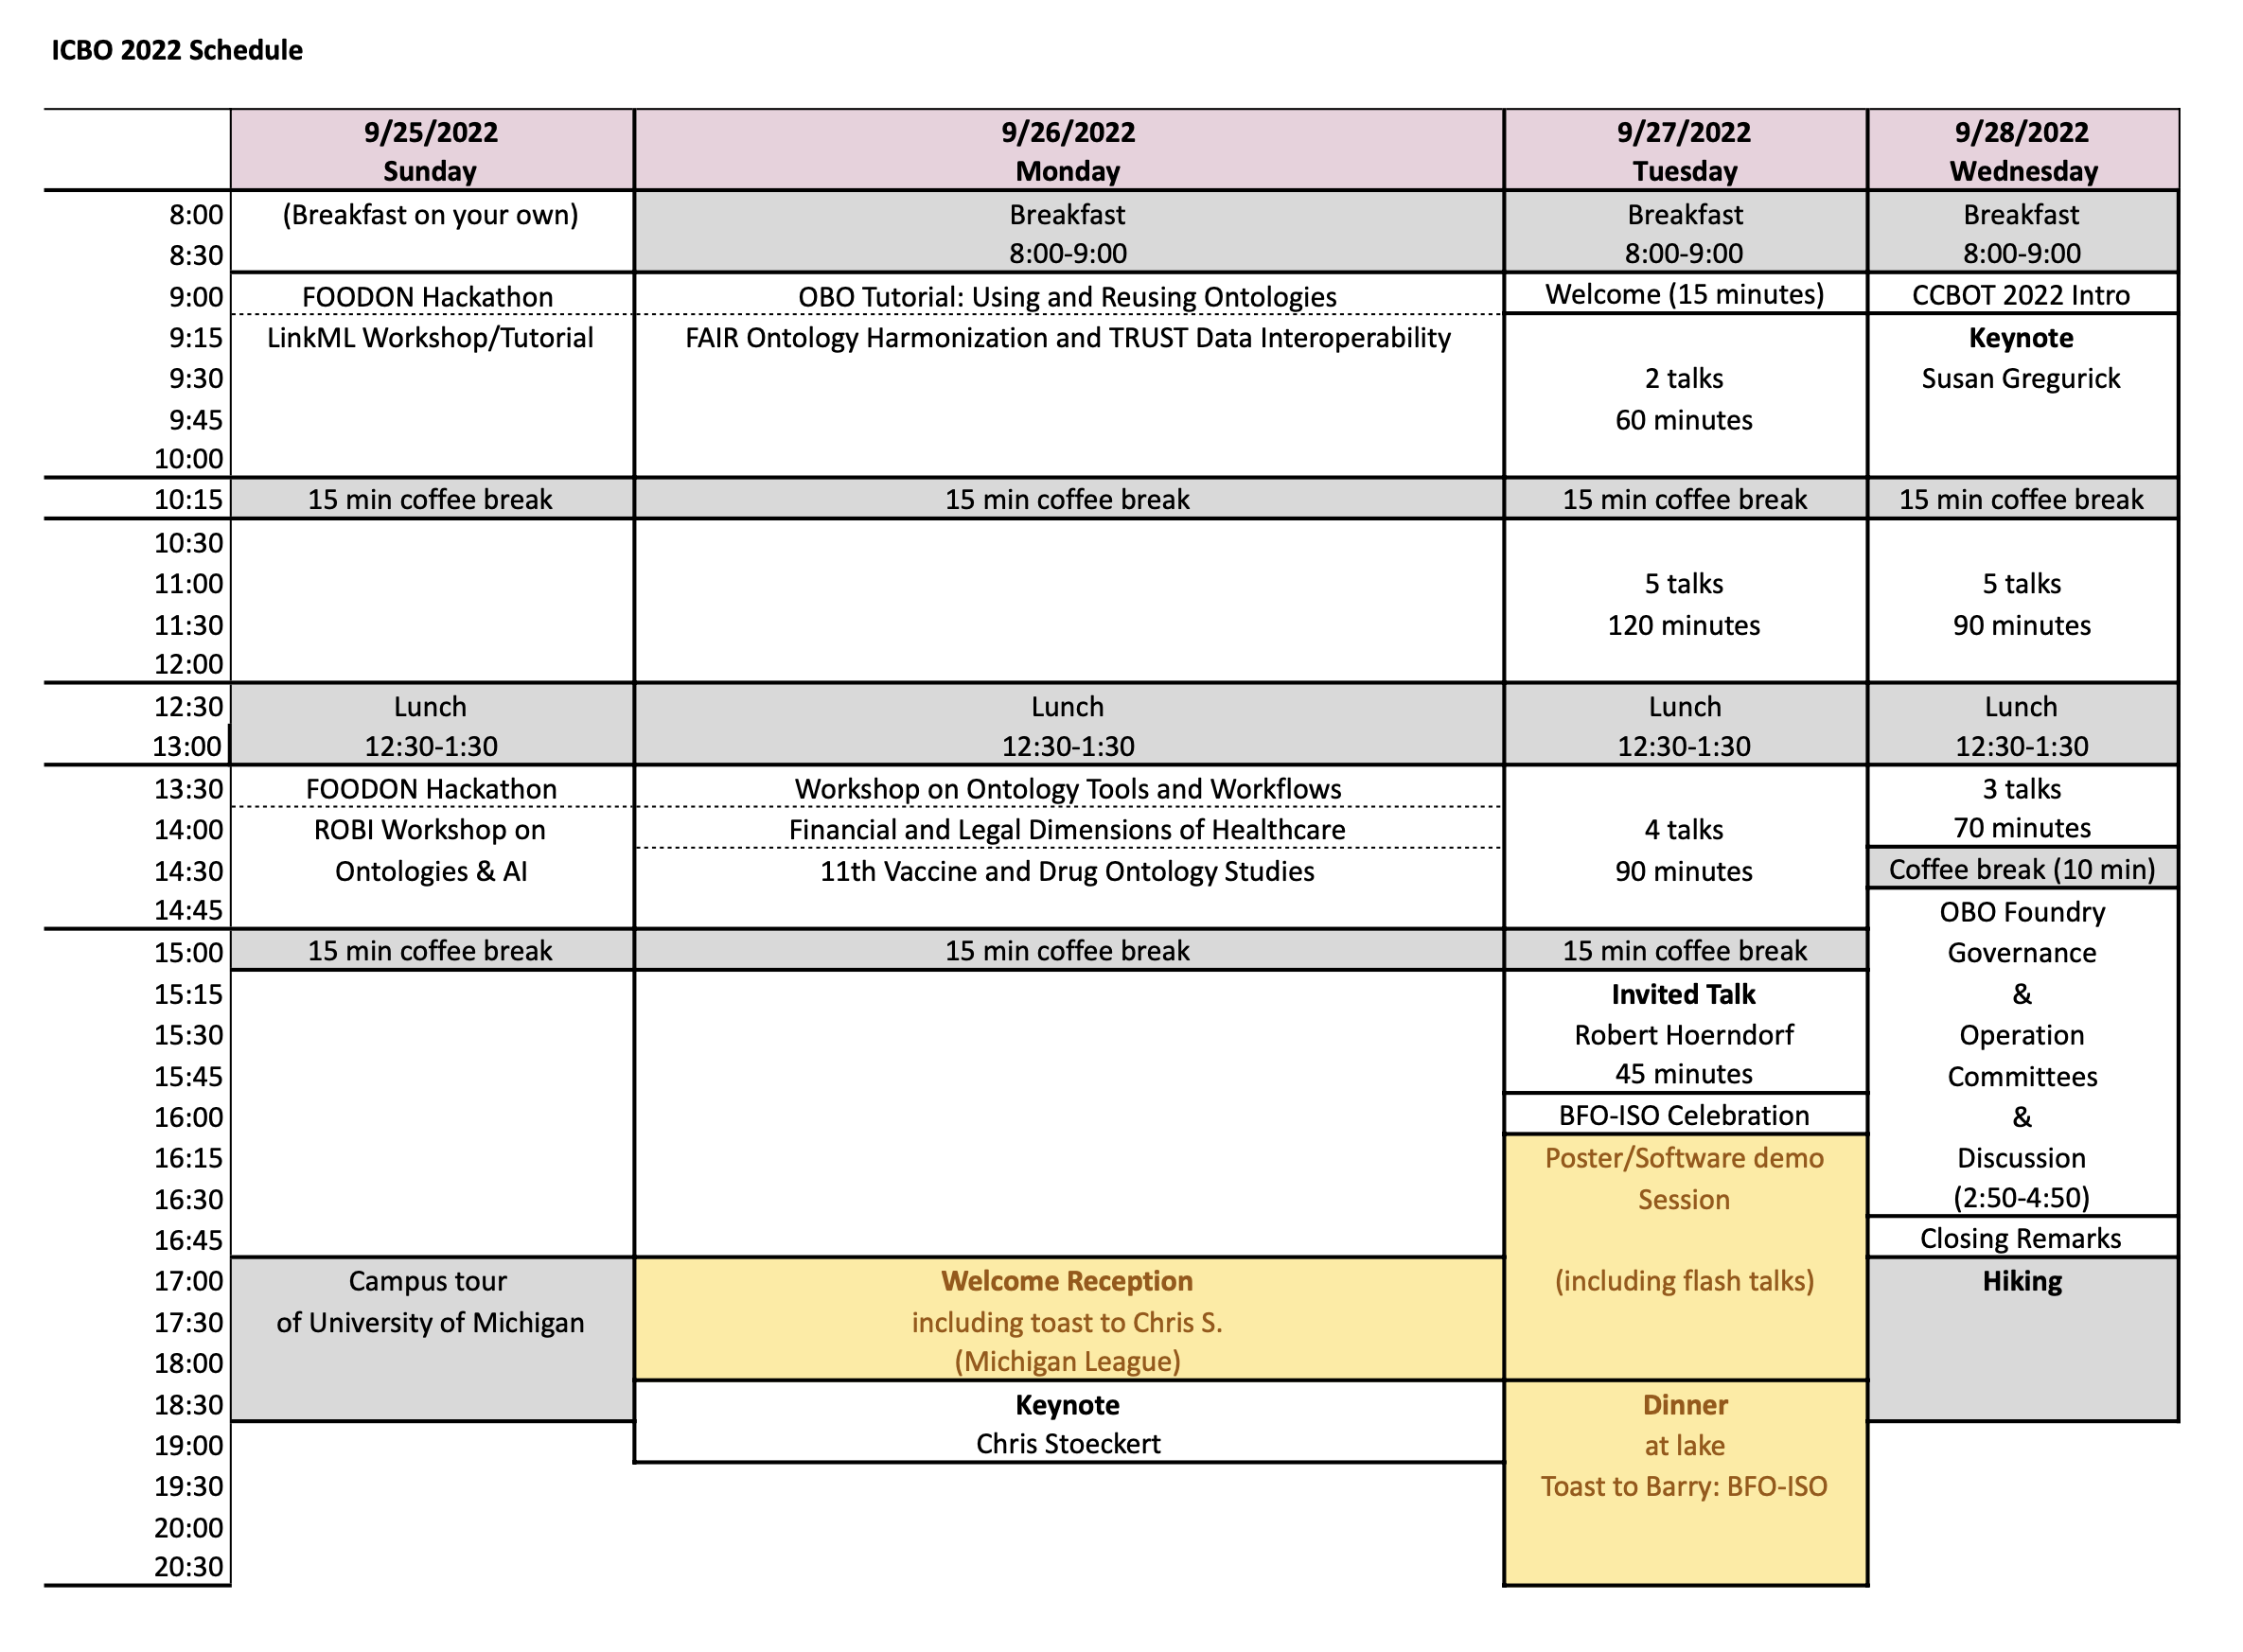 ICBO 2022 Schedule
9/25/2022 9/26/2022 9/27/2022 9/28/2022
Sunday Monday Tuesday Wednesday
8:00 (Breakfast on your own) Breakfast Breakfast Breakfast
8:30 8:00-9:00 8:00-9:00 8:00-9:00
9:00 FOODON Hackathon OBO Tutorial: Using and Reusing Ontologies Welcome (15 minutes) CCBOT 2022 Intro
9:15 LinkML Workshop/Tutorial FAIR Ontology Harmonization and TRUST Data Interoperability Keynote
9:30 2 talks Susan Gregurick
9:45 60 minutes
10:00
10:15 15 min coffee break 15 min coffee break 15 min coffee break 15 min coffee break
10:30
11:00 5 talks 5 talks
11:30 120 minutes 90 minutes
12:00
12:30 Lunch Lunch Lunch Lunch
13:00 12:30-1:30 12:30-1:30 12:30-1:30 12:30-1:30
13:30 FOODON Hackathon Workshop on Ontology Tools and Workflows 3 talks
14:00 ROBI Workshop on Financial and Legal Dimensions of Healthcare 4 talks 70 minutes
14:30 Ontologies & AI 11th Vaccine and Drug Ontology Studies 90 minutes Coffee break (10 min)
14:45 OBO Foundry
15:00 15 min coffee break 15 min coffee break 15 min coffee break Governance
15:15 Invited Talk &
15:30 Robert Hoerndorf Operation
15:45 45 minutes Committees
16:00 BFO-ISO Celebration &
16:15 Poster/Software demo Discussion
16:30 Session (2:50-4:50)
16:45 Closing Remarks
17:00 Campus tour Welcome Reception (including flash talks) Hiking
17:30 of University of Michigan including toast to Chris S.
18:00 (Michigan League)
18:30 Keynote Dinner
19:00 Chris Stoeckert at lake
19:30 Toast to Barry: BFO-ISO
20:00
20:30